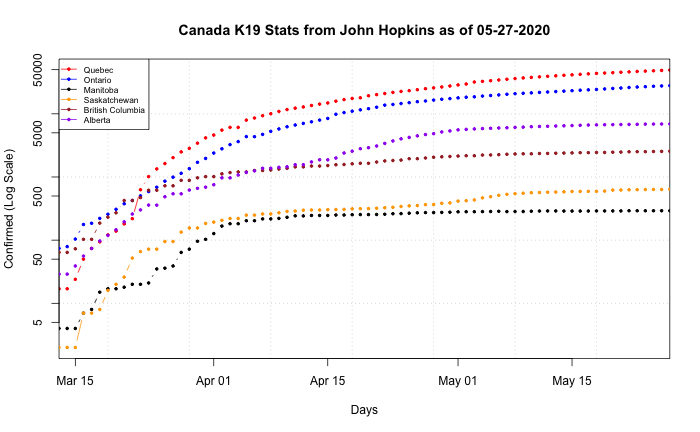 Canada K19 Stats from John Hopkins as of 05-27-2020
Quebec
Ontario
Manitoba
Saskatchewan
British Columbia
Alberta
Confirmed (Log Scale)
50000
5000
500
50
5
Mar 15
Apr 01
Apr 15
May 01
May 15
Days